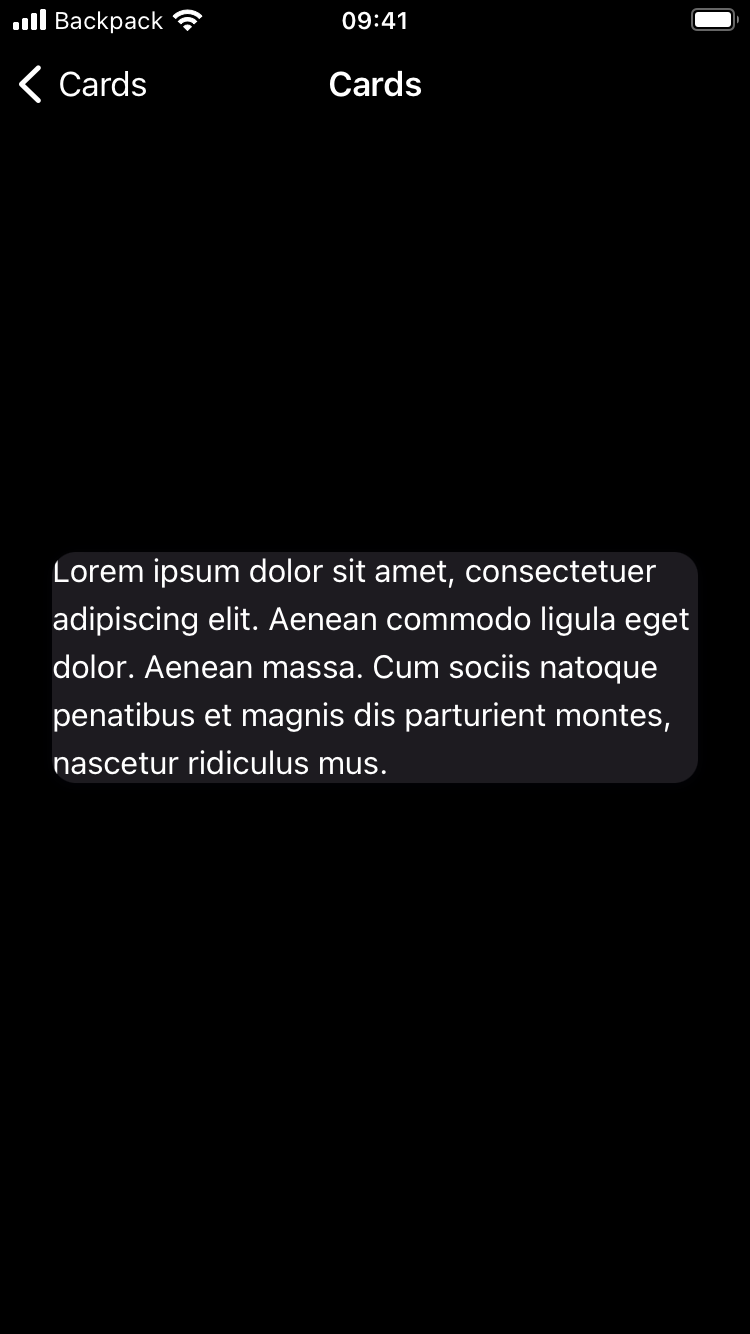 Backpack 09:41
Cards Cards
Lorem ipsum dolor sit amet, consectetuer
adipiscing elit. Aenean commodo ligula eget
dolor. Aenean massa. Cum sociis natoque
penatibus et magnis dis parturient montes,
nascetur ridiculus mus.